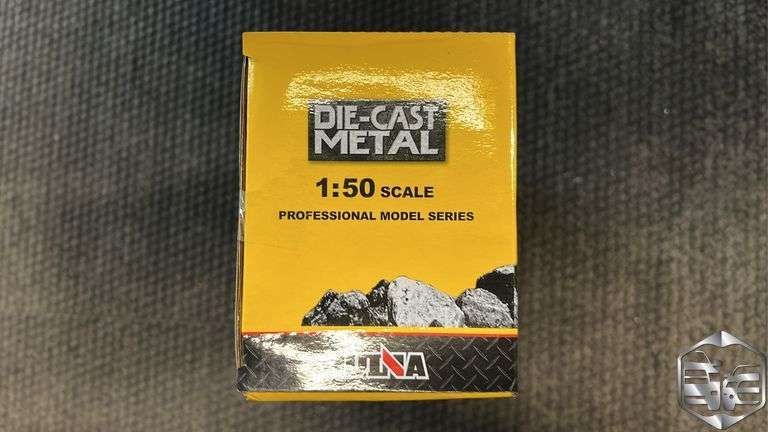 DIE-CAST
METAL
1:50 SCALE
PROFESSIONAL MODEL SERIES